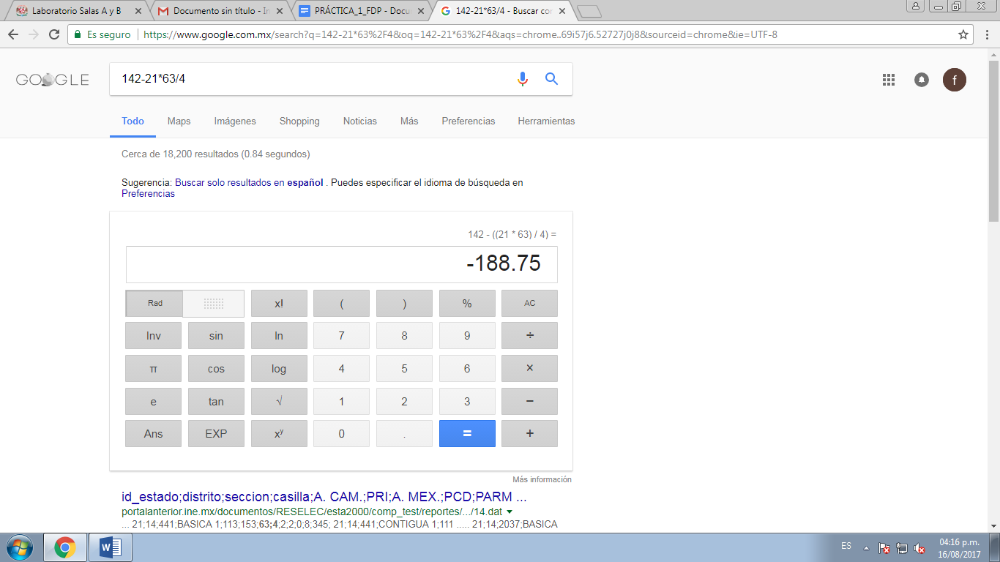 Laboratorio Salas A y B
Documento sin título - In
PRÁCTICA_1_FDP - Docu
142-21*63/4 - Buscar con
Es seguro
https://www.google.com.mx/search?q=142-21*63%2F4&oq=142-21*63%2F4&aqs=chrome..69i57j6.52727j0j8&sourceid=chrome&ie=UTF-8
GOOGLE
142-21*63/4
f
Todo Maps Imágenes Shopping Noticias Más Preferencias Herramientas
Cerca de 18,200 resultados (0.84 segundos)
Sugerencia: Buscar solo resultados en español . Puedes especificar el idioma de búsqueda en
Preferencias
142 - ((21 * 63) / 4) =
-188.75
Rad x! ( ) % AC
Inv sin ln 7 8 9 ÷
π cos log 4 5 6 ×
e tan √ 1 2 3 −
Ans EXP xʸ 0 . = +
Más información
id_estado;distrito;seccion;casilla;A. CAM.;PRI;A. MEX.;PCD;PARM ...
portalanterior.ine.mx/documentos/RESELEC/esta2000/comp_test/reportes/.../14.dat
... 21;14;441;BASICA 1;113;153;63;4;2;2;0;8;345; 21;14;441;CONTIGUA 1;111 ..... 21;14;2037;BASICA
ES
04:16 p.m.
16/08/2017